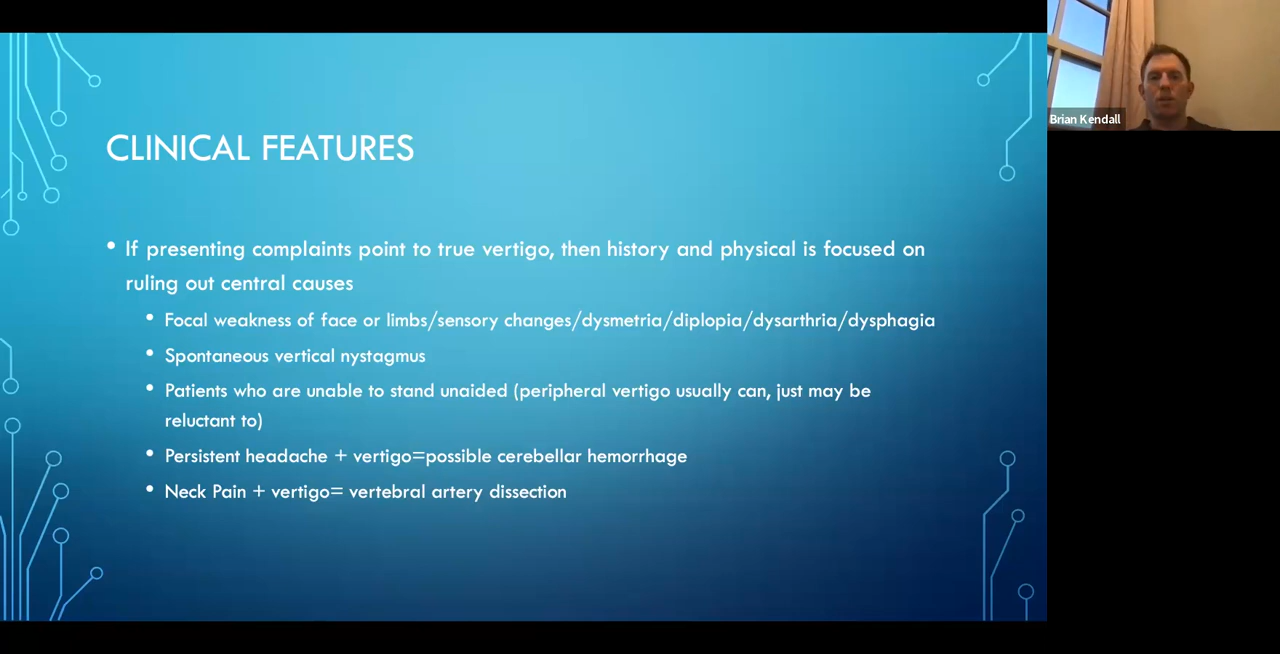 CLINICAL FEATURES
• If presenting complaints point to true vertigo, then history and physical is focused on
ruling out central causes
• Focal weakness of face or limbs/sensory changes/dysmetria/diplopia/dysarthria/dysphagia
• Spontaneous vertical nystagmus
• Patients who are unable to stand unaided (peripheral vertigo usually can, just may be
reluctant to)
• Persistent headache + vertigo=possible cerebellar hemorrhage
• Neck Pain + vertigo= vertebral artery dissection
Brian Kendall